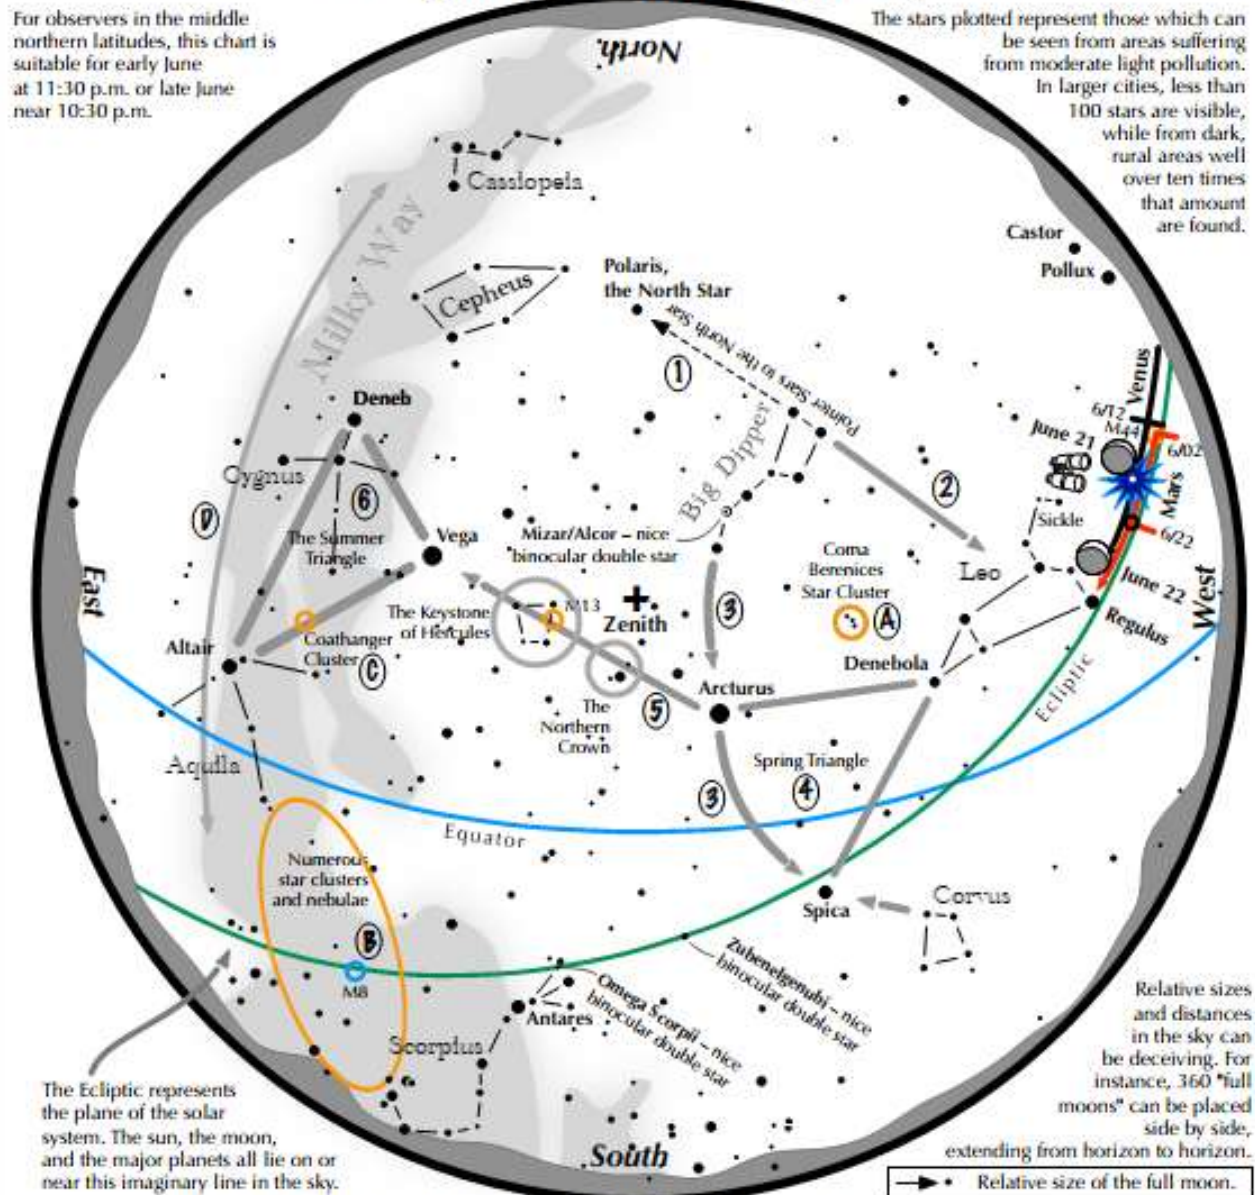 For observers in the middle
northern latitudes, this chart is
suitable for early June
at 11:30 p.m. or late June
near 10:30 p.m.
The stars plotted represent those which can
be seen from areas suffering
from moderate light pollution.
In larger cities, less than
100 stars are visible,
while from dark,
rural areas well
over ten times
that amount
are found.
North
Cassiopeia
Milky Way
Castor
Pollux
Cepheus
Polaris,
the North Star
Pointer Stars to the North Star
1
Deneb
Big Dipper
Venus
6/12
M44
6/02
June 21
Mars
Cygnus
6
2
D
Sickle
6/22
The Summer
Triangle
Vega
Mizar/Alcor – nice
binocular double star
Coma
Berenices
Star Cluster
Leo
June 22
East
West
The Keystone
of Hercules
M13
Zenith
3
A
Regulus
Altair
Coathanger
Cluster
C
Denebola
Arcturus
The
Northern
Crown
5
Ecliptic
Aquila
Spring Triangle
3
4
Equator
Numerous
star clusters
and nebulae
B
M8
Spica
Corvus
Zubenelgenubi – nice
binocular double star
Omega Scorpii – nice
binocular double star
Antares
Scorpius
The Ecliptic represents
the plane of the solar
system. The sun, the moon,
and the major planets all lie on or
near this imaginary line in the sky.
South
Relative sizes
and distances
in the sky can
be deceiving. For
instance, 360 "full
moons" can be placed
side by side,
extending from horizon to horizon.
Relative size of the full moon.